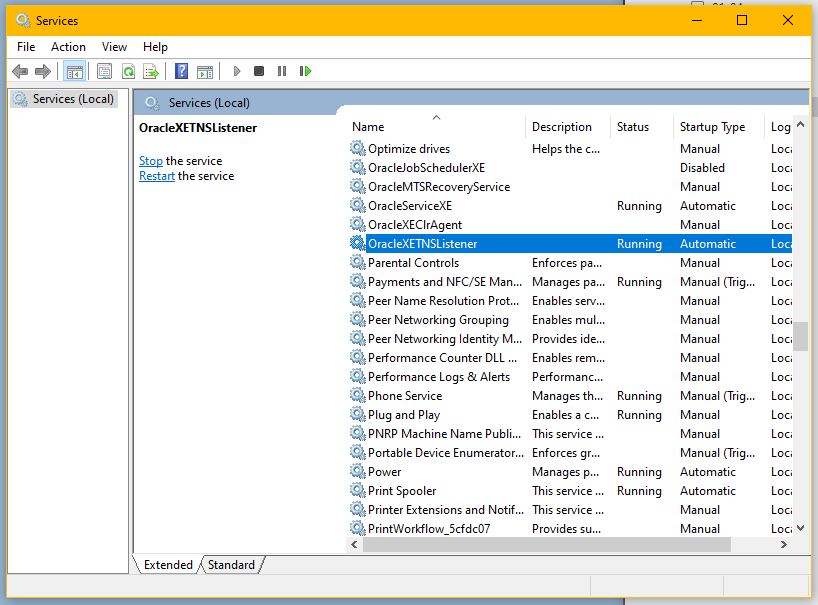 Services
File Action View Help
Services (Local)
Services (Local)
OracleXETNSListener
Stop the service
Restart the service
Name Description Status Startup Type Log
Optimize drives Helps the c... Manual Loca
OracleJobSchedulerXE Disabled Loca
OracleMTSRecoveryService Manual Loca
OracleServiceXE Running Automatic Loca
OracleXEClrAgent Manual Loca
OracleXETNSListener Running Automatic Loca
Parental Controls Enforces pa... Manual Loca
Payments and NFC/SE Man... Manages pa... Running Manual (Trig... Loca
Peer Name Resolution Prot... Enables serv... Manual Loca
Peer Networking Grouping Enables mul... Manual Loca
Peer Networking Identity M... Provides ide... Manual Loca
Performance Counter DLL ... Enables rem... Manual Loca
Performance Logs & Alerts Performanc... Manual Loca
Phone Service Manages th... Running Manual (Trig... Loca
Plug and Play Enables a c... Running Manual Loca
PNRP Machine Name Publi... This service ... Manual Loca
Portable Device Enumerator... Enforces gr... Manual (Trig... Loca
Power Manages p... Running Automatic Loca
Print Spooler This service ... Running Automatic Loca
Printer Extensions and Notif... This service ... Manual Loca
PrintWorkflow_5cfdc07 Provides su... Manual Loca
Extended Standard